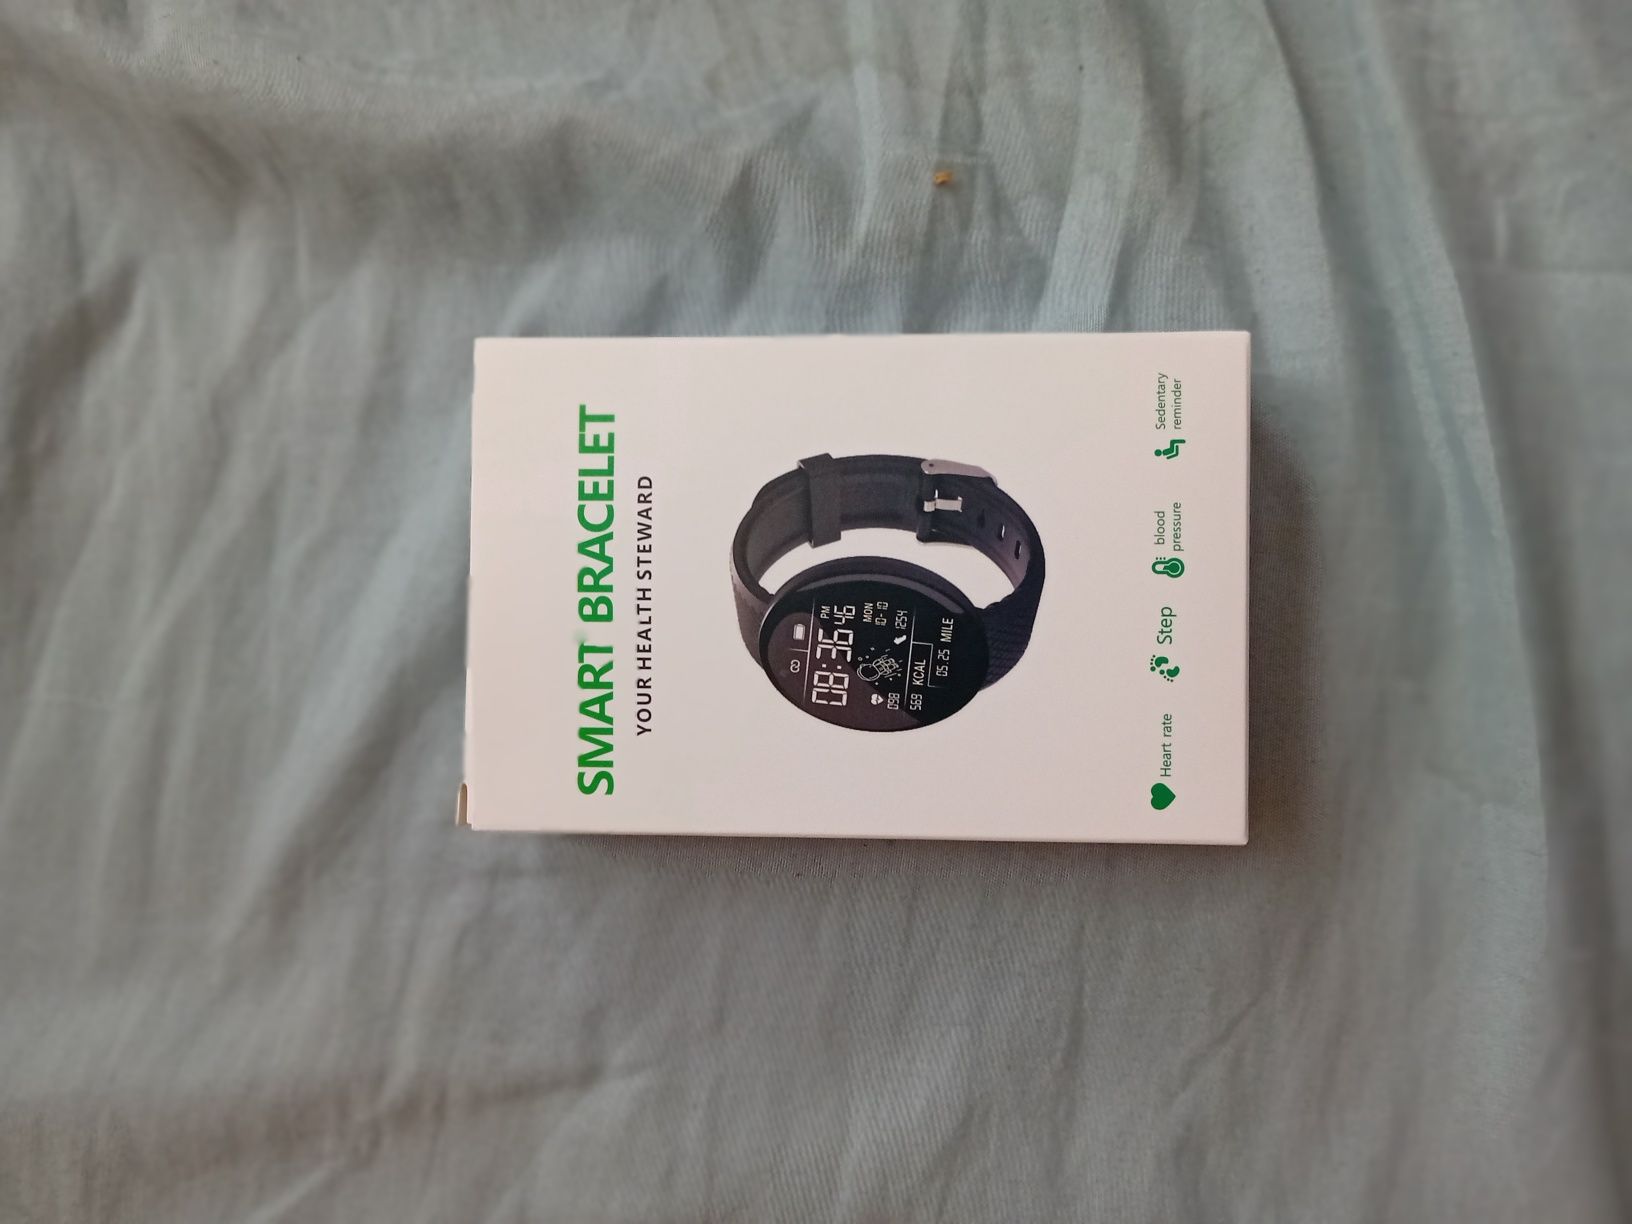 SMART BRACELET
YOUR HEALTH STEWARD
08:36 PM
46
MON
10-10
098
1254
569 KCAL
05.25 MILE
Heart rate
Step
blood
pressure
Sedentary
reminder